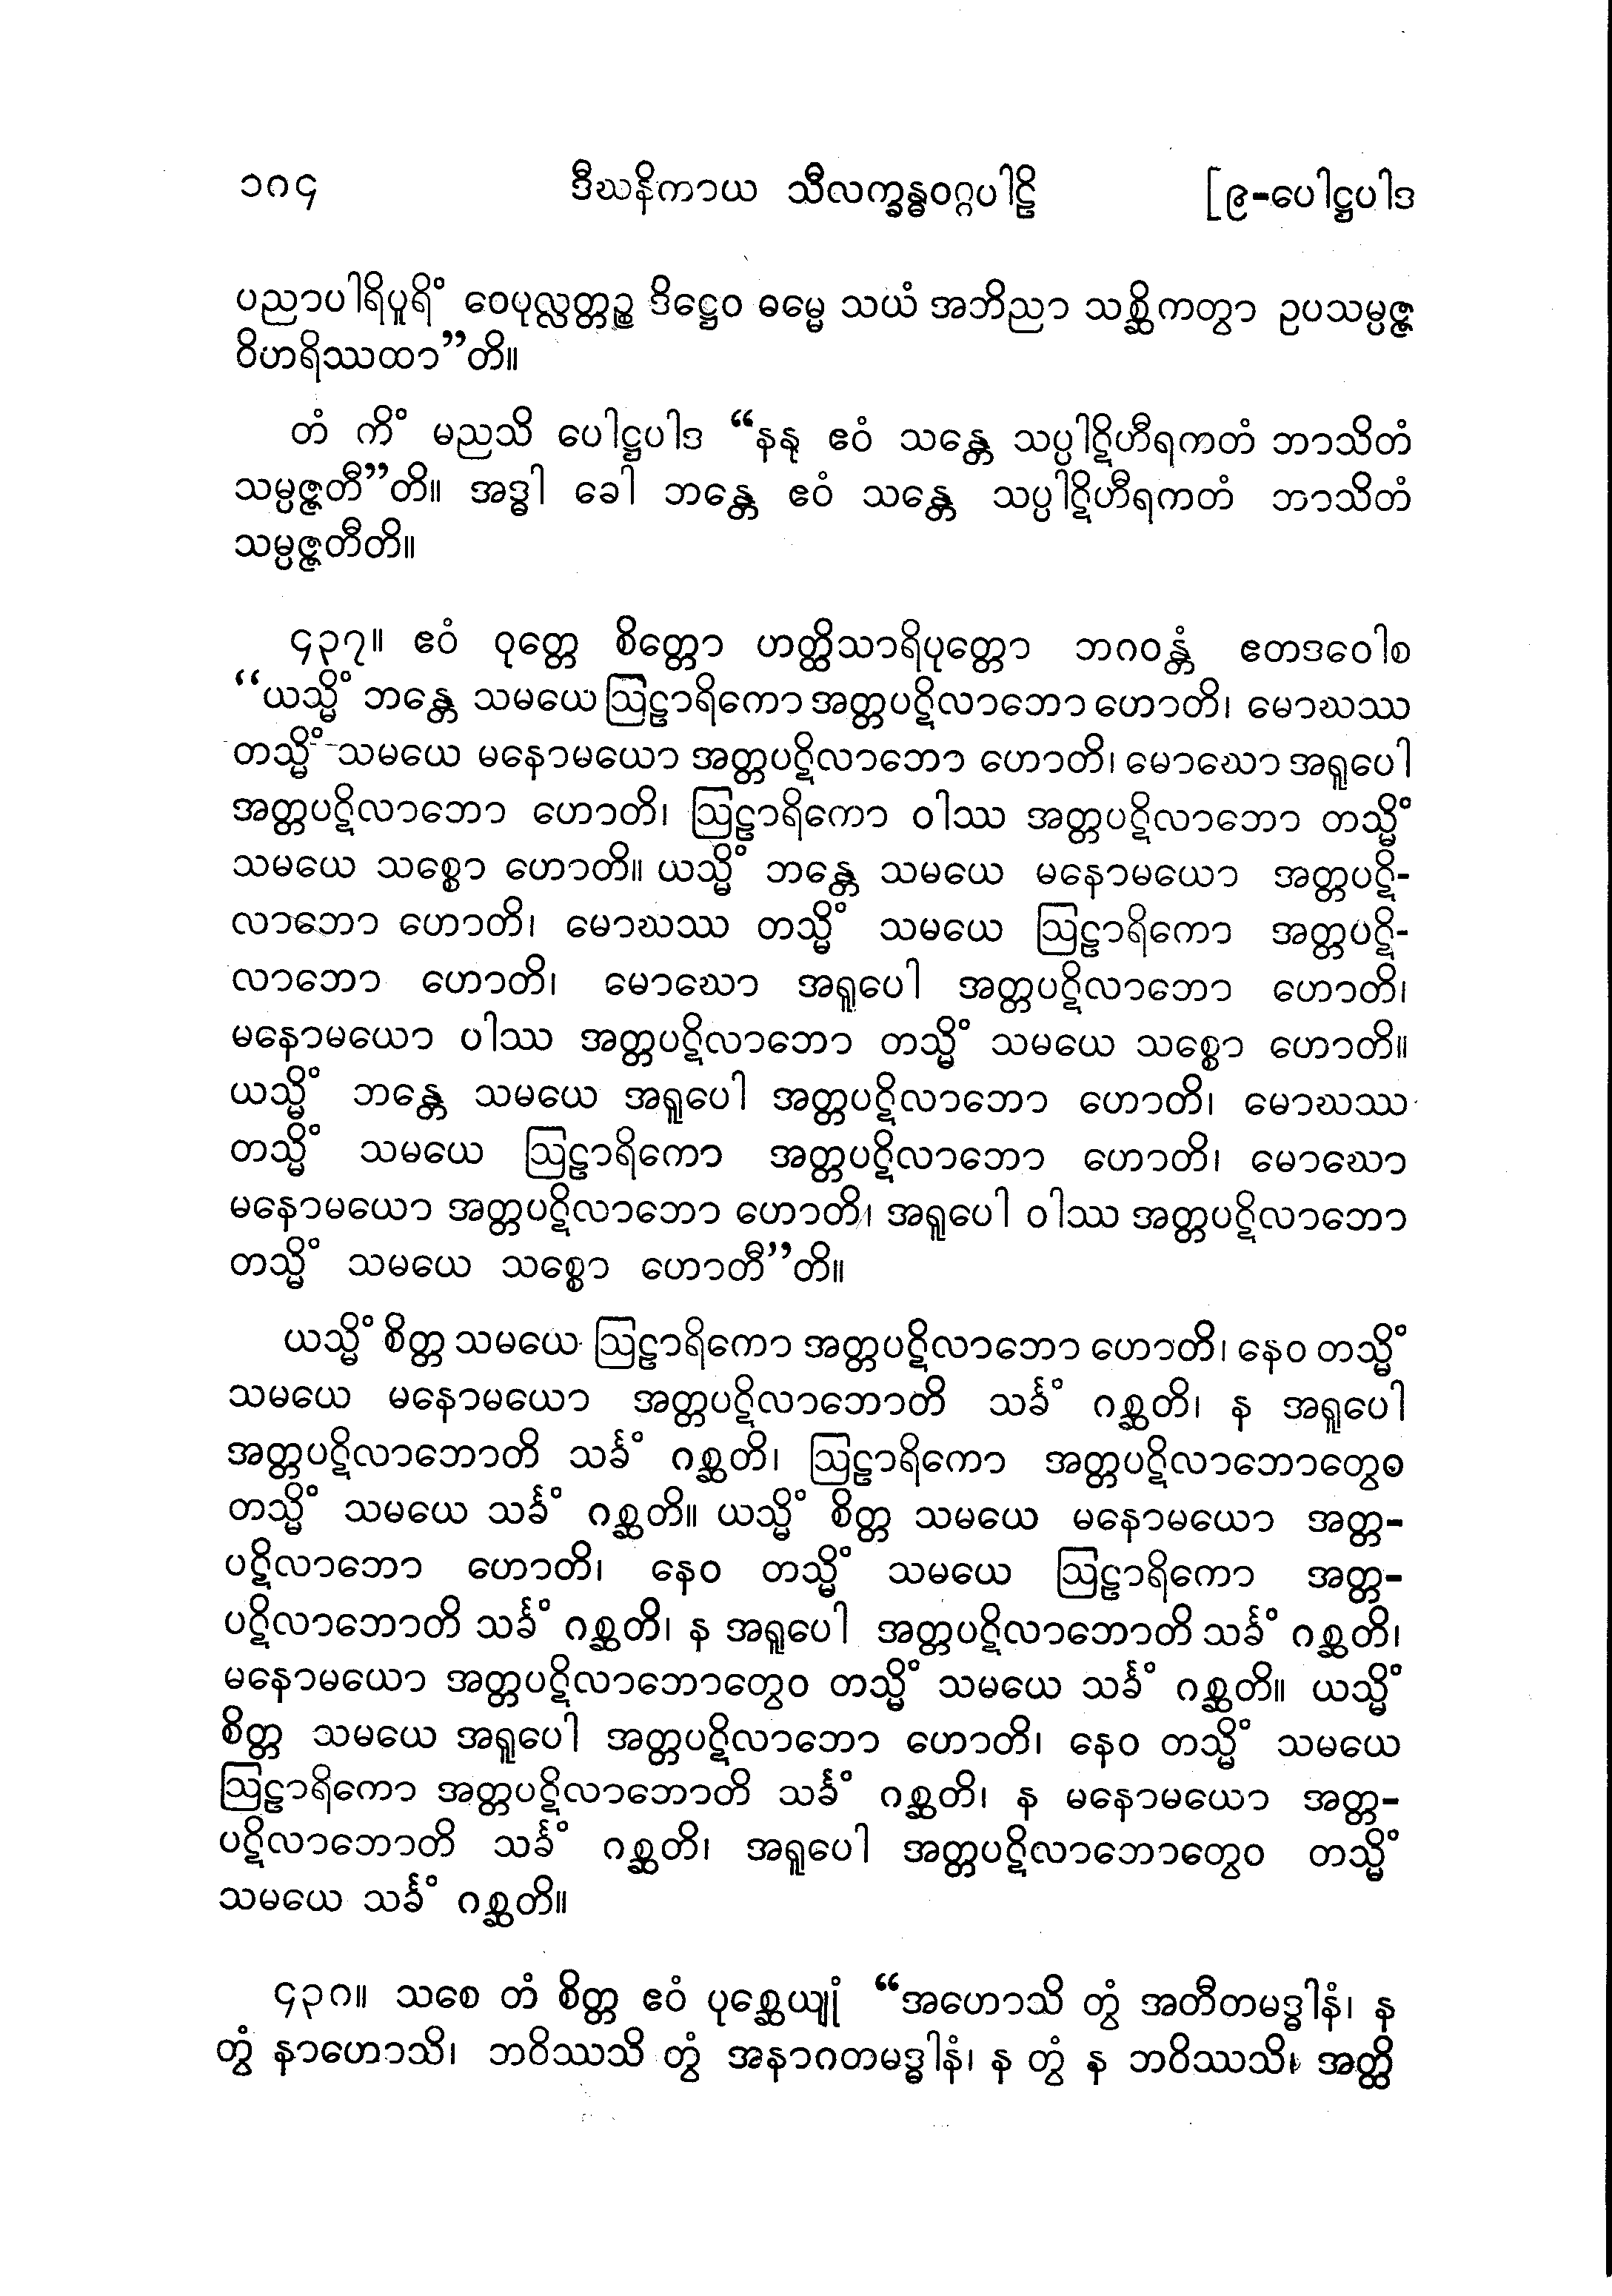 ၁၈၄ ဒီဃနိကာယ သီလက္ခန္ဓဝဂ္ဂပါဠိ [၉-ပေါဋ္ဌပါဒ
ပညာပါရိပူရိံ ဝေပုလ္လတ္တဉ္စ ဒိဋ္ဌေဝ ဓမ္မေ သယံ အဘိညာ သစ္ဆိကတွာ ဥပသမ္ပဇ္ဇ
ဝိဟရိဿထာ”တိ။
တံ ကိံ မညသိ ပေါဋ္ဌပါဒ “နနု ဧဝံ သန္တေ သပ္ပါဋိဟီရကတံ ဘာသိတံ
သမ္ပဇ္ဇတီ”တိ။ အဒ္ဓါ ခေါ ဘန္တေ ဧဝံ သန္တေ သပ္ပါဋိဟီရကတံ ဘာသိတံ
သမ္ပဇ္ဇတီတိ။
၄၃၇။ ဧဝံ ဝုတ္တေ စိတ္တော ဟတ္ထိသာရိပုတ္တော ဘဂဝန္တံ ဧတဒဝေါစ
“ယသ္မိံ ဘန္တေ သမယေ ဩဠာရိကော အတ္တပဋိလာဘော ဟောတိ၊ မောဃဿ
တသ္မိံ သမယေ မနောမယော အတ္တပဋိလာဘော ဟောတိ၊ မောဃော အရူပေါ
အတ္တပဋိလာဘော ဟောတိ၊ ဩဠာရိကော ဝါဿ အတ္တပဋိလာဘော တသ္မိံ
သမယေ သစ္စော ဟောတိ။ ယသ္မိံ ဘန္တေ သမယေ မနောမယော အတ္တပဋိ-
လာဘော ဟောတိ၊ မောဃဿ တသ္မိံ သမယေ ဩဠာရိကော အတ္တပဋိ-
လာဘော ဟောတိ၊ မောဃော အရူပေါ အတ္တပဋိလာဘော ဟောတိ၊
မနောမယော ပါဿ အတ္တပဋိလာဘော တသ္မိံ သမယေ သစ္စော ဟောတိ။
ယသ္မိံ ဘန္တေ သမယေ အရူပေါ အတ္တပဋိလာဘော ဟောတိ၊ မောဃဿ
တသ္မိံ သမယေ ဩဠာရိကော အတ္တပဋိလာဘော ဟောတိ၊ မောဃော
မနောမယော အတ္တပဋိလာဘော ဟောတိ၊ အရူပေါ ဝါဿ အတ္တပဋိလာဘော
တသ္မိံ သမယေ သစ္စော ဟောတီ”တိ။
ယသ္မိံ စိတ္တ သမယေ ဩဠာရိကော အတ္တပဋိလာဘော ဟောတိ၊ နေဝ တသ္မိံ
သမယေ မနောမယော အတ္တပဋိလာဘောတိ သင်္ခံ ဂစ္ဆတိ၊ န အရူပေါ
အတ္တပဋိလာဘောတိ သင်္ခံ ဂစ္ဆတိ၊ ဩဠာရိကော အတ္တပဋိလာဘောတွေဝ
တသ္မိံ သမယေ သင်္ခံ ဂစ္ဆတိ။ ယသ္မိံ စိတ္တ သမယေ မနောမယော အတ္တ-
ပဋိလာဘော ဟောတိ၊ နေဝ တသ္မိံ သမယေ ဩဠာရိကော အတ္တ-
ပဋိလာဘောတိ သင်္ခံ ဂစ္ဆတိ၊ န အရူပေါ အတ္တပဋိလာဘောတိ သင်္ခံ ဂစ္ဆတိ၊
မနောမယော အတ္တပဋိလာဘောတွေဝ တသ္မိံ သမယေ သင်္ခံ ဂစ္ဆတိ။ ယသ္မိံ
စိတ္တ သမယေ အရူပေါ အတ္တပဋိလာဘော ဟောတိ၊ နေဝ တသ္မိံ သမယေ
ဩဠာရိကော အတ္တပဋိလာဘောတိ သင်္ခံ ဂစ္ဆတိ၊ န မနောမယော အတ္တ-
ပဋိလာဘောတိ သင်္ခံ ဂစ္ဆတိ၊ အရူပေါ အတ္တပဋိလာဘောတွေဝ တသ္မိံ
သမယေ သင်္ခံ ဂစ္ဆတိ။
၄၃၈။ သစေ တံ စိတ္တ ဧဝံ ပုစ္ဆေယျုံ “အဟောသိ တွံ အတီတမဒ္ဓါနံ၊ န
တွံ နာဟောသိ၊ ဘဝိဿသိ တွံ အနာဂတမဒ္ဓါနံ၊ န တွံ န ဘဝိဿသိ၊ အတ္ထိ